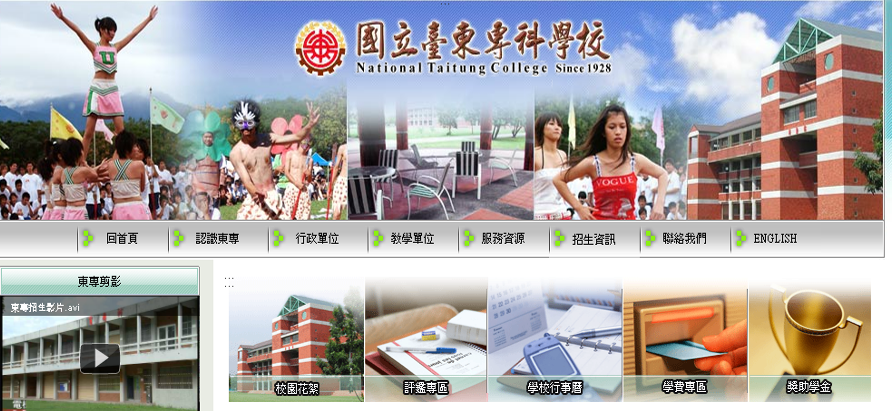 國立臺東專科學校
National Taitung College Since 1928
VOGUE
回首頁
認識東專
行政單位
教學單位
服務資源
招生資訊
聯絡我們
ENGLISH
東專剪影
東專招生影片.avi
:::
校園花絮
評鑑專區
學校行事曆
學費專區
獎助學金